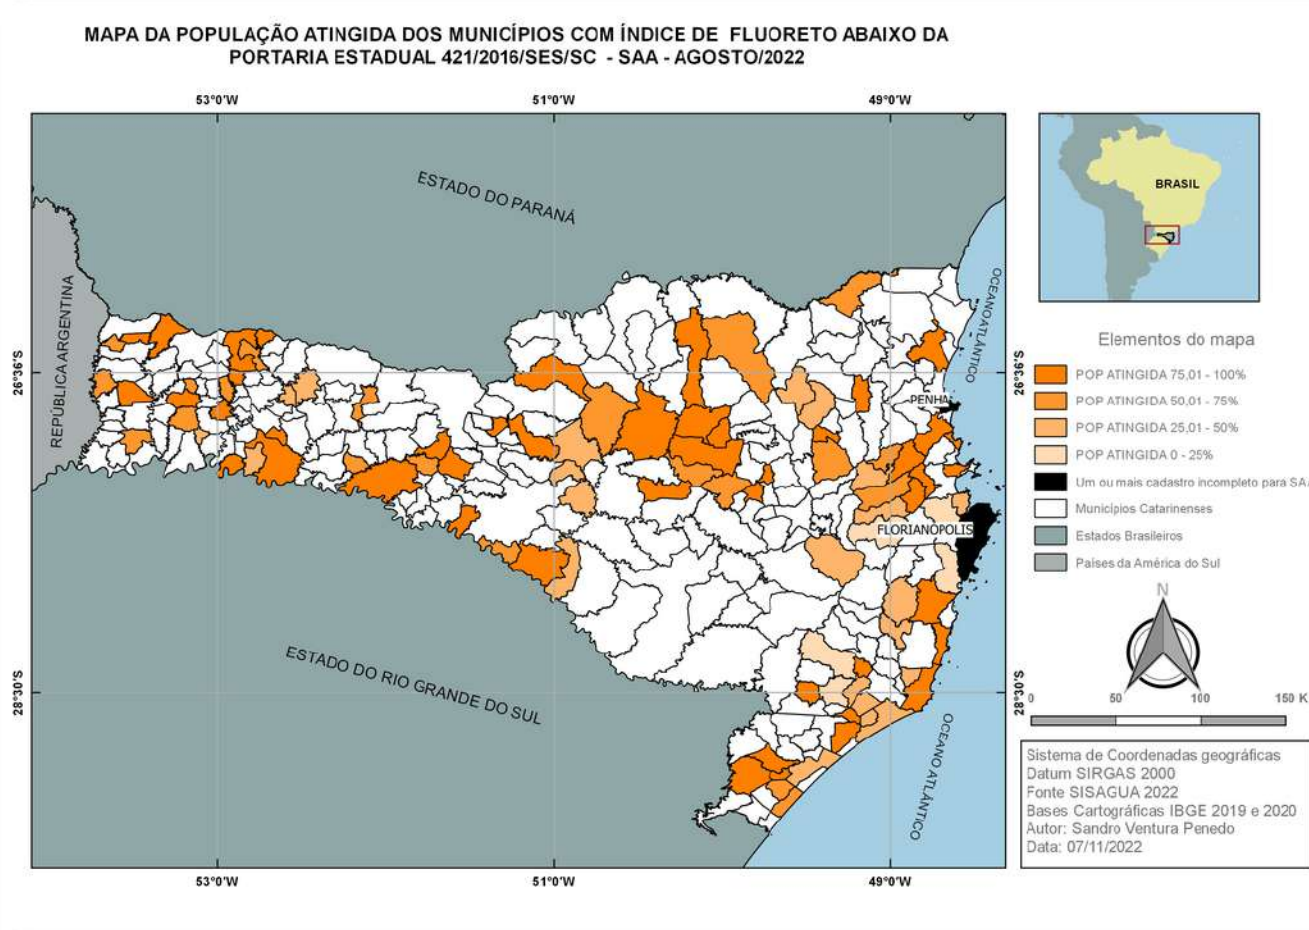 MAPA DA POPULAÇÃO ATINGIDA DOS MUNICÍPIOS COM ÍNDICE DE FLUORETO ABAIXO DA
PORTARIA ESTADUAL 421/2016/SES/SC - SAA - AGOSTO/2022
53°0'W
51°0'W
49°0'W
ESTADO DO PARANÁ
REPÚBLICA ARGENTINA
OCEANO ATLÂNTICO
26°36'S
26°36'S
PENHA
FLORIANÓPOLIS
ESTADO DO RIO GRANDE DO SUL
28°30'S
28°30'S
OCEANO ATLÂNTICO
53°0'W
51°0'W
49°0'W
BRASIL
Elementos do mapa
POP ATINGIDA 75,01 - 100%
POP ATINGIDA 50,01 - 75%
POP ATINGIDA 25,01 - 50%
POP ATINGIDA 0 - 25%
Um ou mais cadastro incompleto para SA
Municípios Catarinenses
Estados Brasileiros
Países da América do Sul
N
0 50 100 150 K
Sistema de Coordenadas geográficas
Datum SIRGAS 2000
Fonte SISAGUA 2022
Bases Cartográficas IBGE 2019 e 2020
Autor: Sandro Ventura Penedo
Data: 07/11/2022